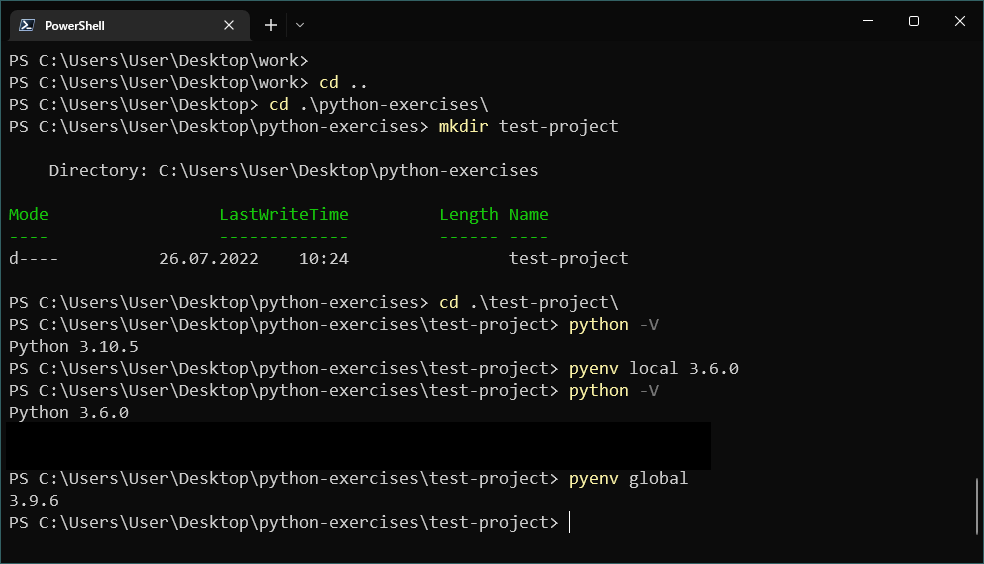 PowerShell
PS C:\Users\User\Desktop\work>
PS C:\Users\User\Desktop\work> cd ..
PS C:\Users\User\Desktop> cd .\python-exercises\
PS C:\Users\User\Desktop\python-exercises> mkdir test-project
Directory: C:\Users\User\Desktop\python-exercises
Mode LastWriteTime Length Name
---- ------------- ------ ----
d---- 26.07.2022 10:24 test-project
PS C:\Users\User\Desktop\python-exercises> cd .\test-project\
PS C:\Users\User\Desktop\python-exercises\test-project> python -V
Python 3.10.5
PS C:\Users\User\Desktop\python-exercises\test-project> pyenv local 3.6.0
PS C:\Users\User\Desktop\python-exercises\test-project> python -V
Python 3.6.0
PS C:\Users\User\Desktop\python-exercises\test-project> pyenv global
3.9.6
PS C:\Users\User\Desktop\python-exercises\test-project>